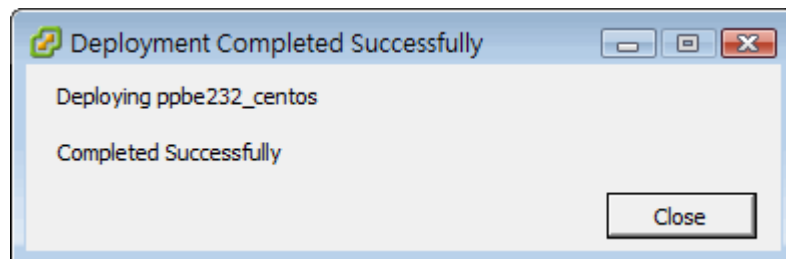 Deployment Completed Successfully
Deploying ppbe232_centos
Completed Successfully
Close